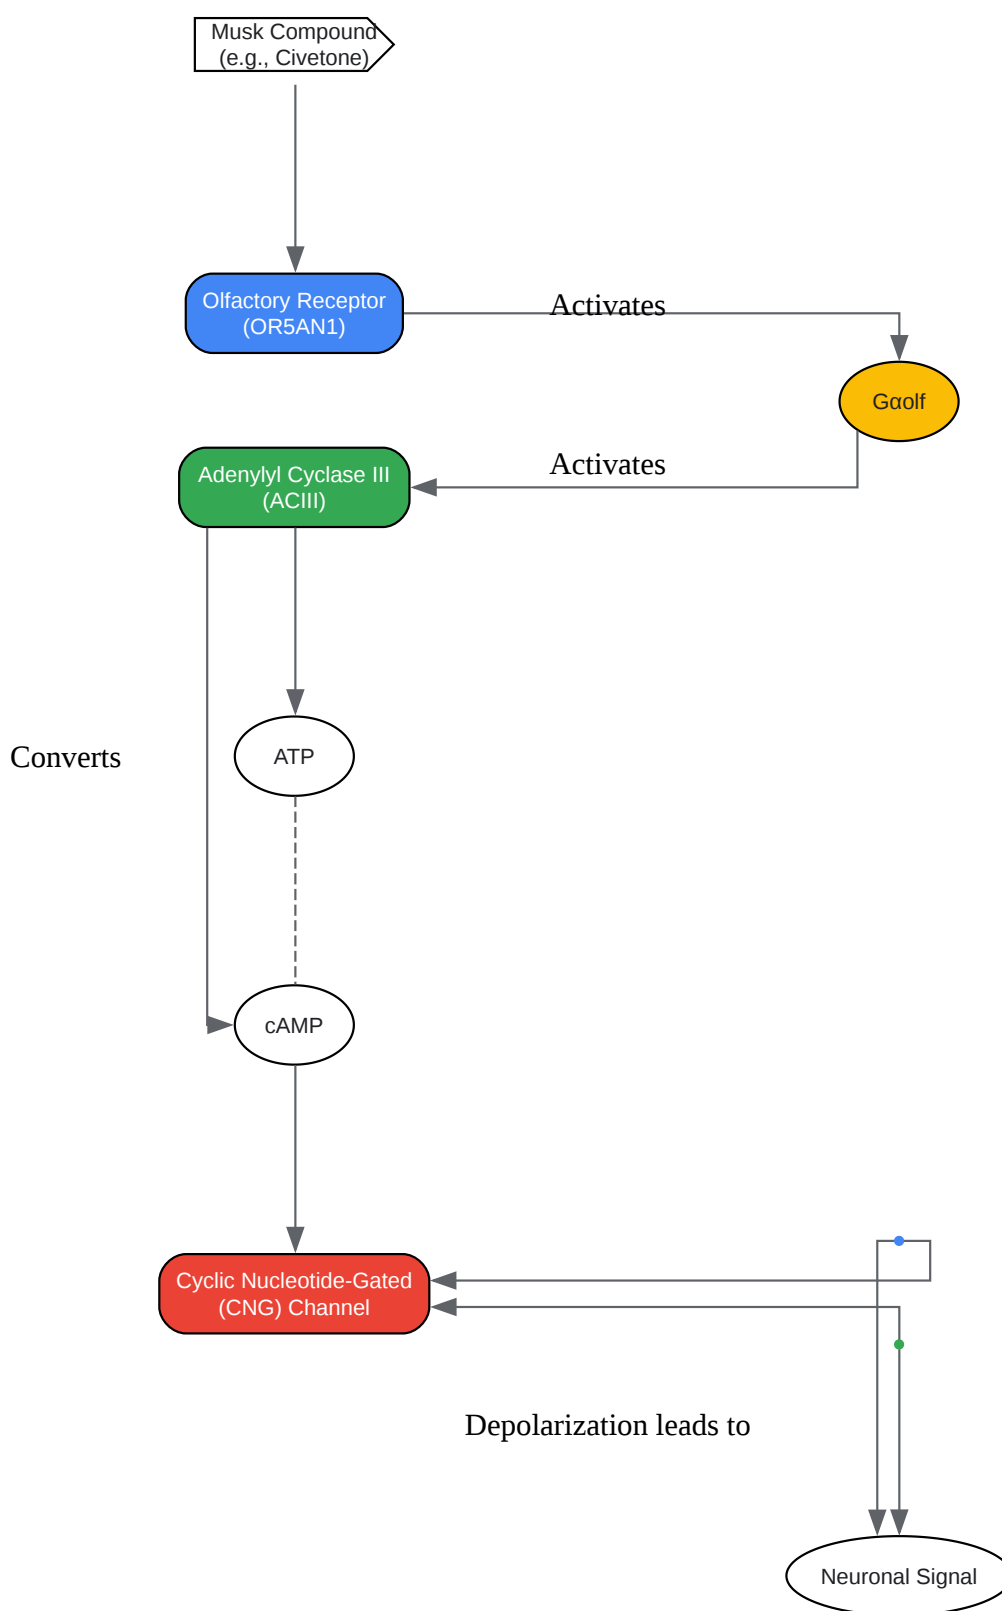 Musk Compound
(e.g., Civetone)
Olfactory Receptor
(OR5AN1)
Activates
Gαolf
Activates
Adenylyl Cyclase III
(ACIII)
Converts
ATP
cAMP
Cyclic Nucleotide-Gated
(CNG) Channel
Depolarization leads to
Neuronal Signal